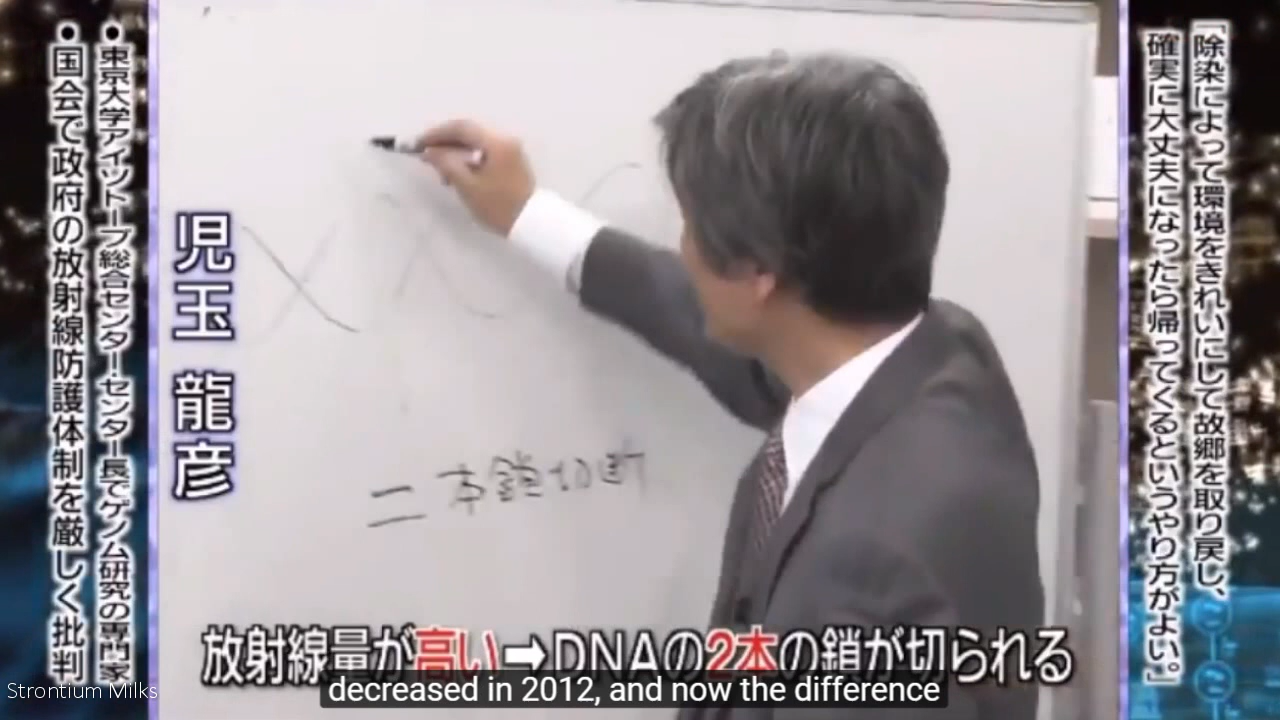 「除染によって環境をきれいにして故郷を取り戻し、
確実に大丈夫になったら帰ってくるというやり方がよい。」
児玉 龍彦
●東京大学アイソトープ総合センター・センター長でゲノム研究の専門家
●国会で政府の放射線防護体制を厳しく批判
二本鎖切断
放射線量が高い➡DNAの2本の鎖が切られる
decreased in 2012, and now the difference
Strontium Milks